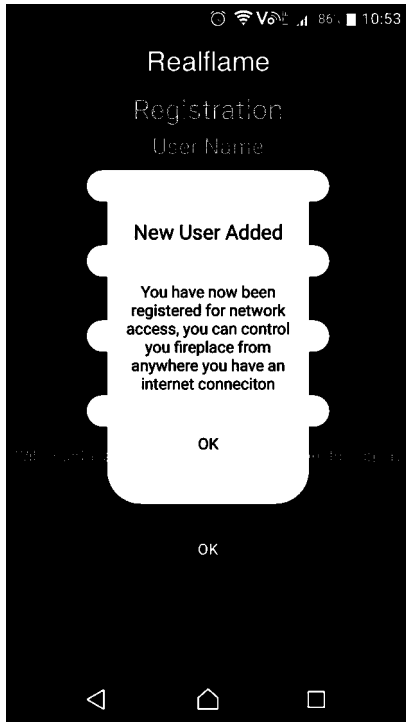 86% 10:53
Realflame
Registration
User Name
New User Added
You have now been
registered for network
access, you can control
you fireplace from
anywhere you have an
internet conneciton
OK
OK